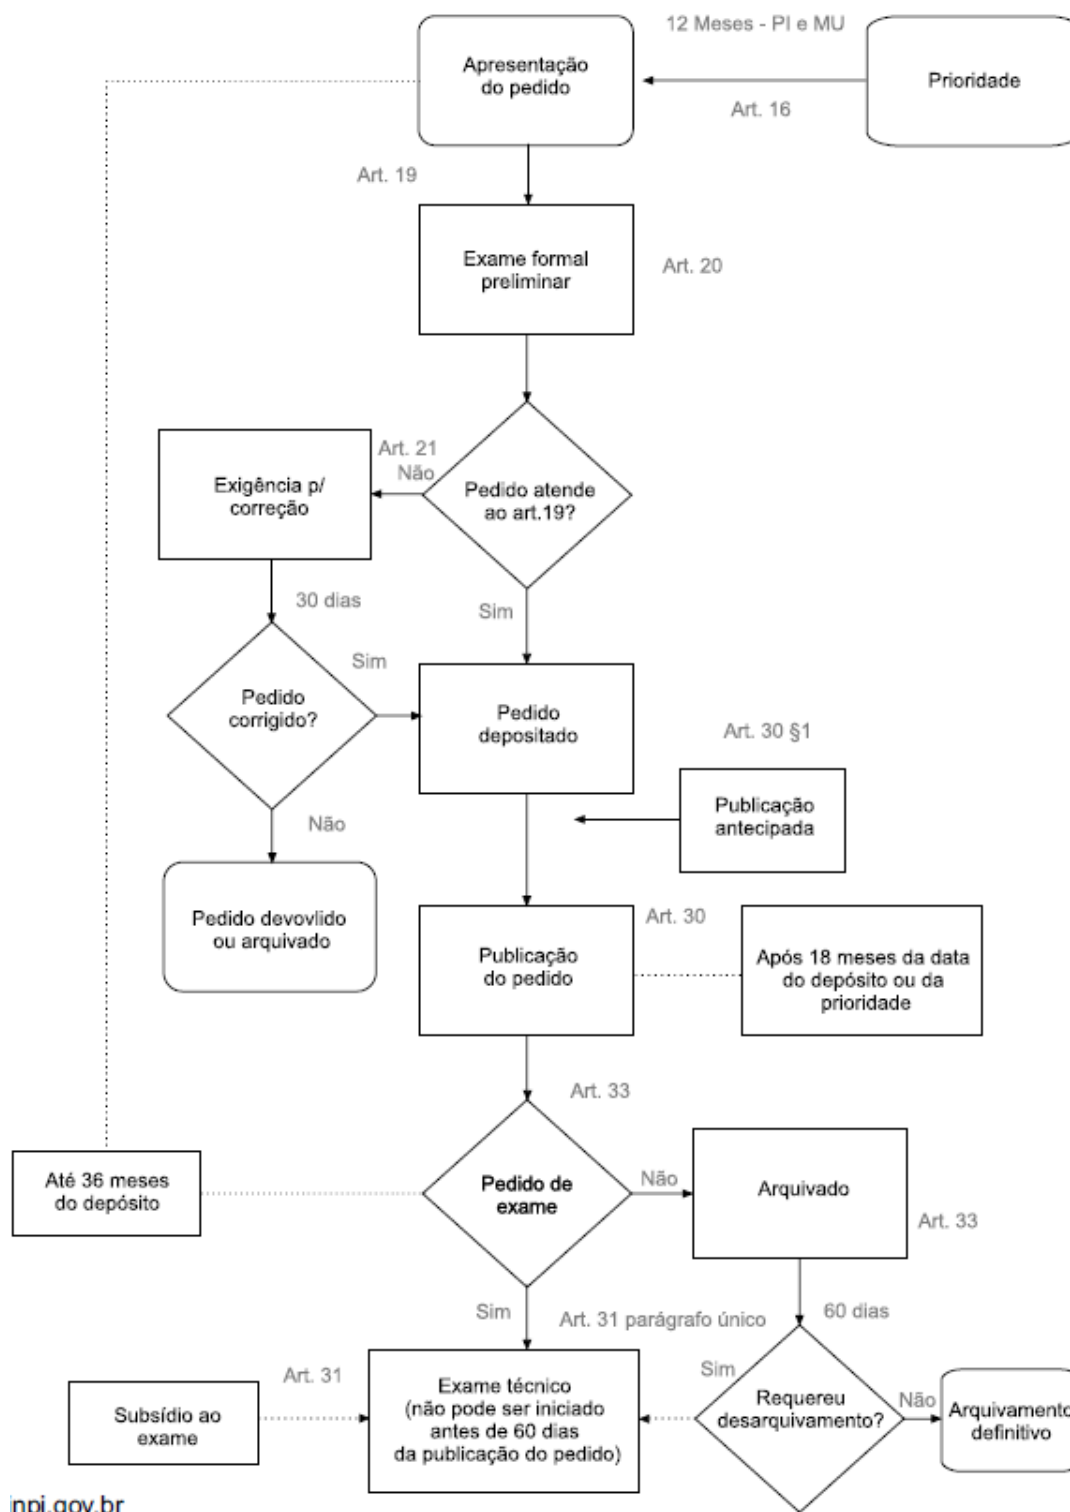 12 Meses - PI e MU
Apresentação
do pedido
Prioridade
Art. 16
Art. 19
Exame formal
preliminar
Art. 20
Art. 21
Não
Exigência p/
correção
Pedido atende
ao art.19?
30 dias
Sim
Sim
Pedido
corrigido?
Pedido
depositado
Art. 30 §1
Publicação
antecipada
Não
Pedido devovlido
ou arquivado
Art. 30
Publicação
do pedido
Após 18 meses da data
do depósito ou da
prioridade
Art. 33
Até 36 meses
do depósito
Pedido de
exame
Não
Arquivado
Art. 33
Sim
Art. 31 parágrafo único
60 dias
Art. 31
Subsídio ao
exame
Exame técnico
(não pode ser iniciado
antes de 60 dias
da publicação do pedido)
Sim
Requereu
desarquivamento?
Não
Arquivamento
definitivo
inpi.gov.br